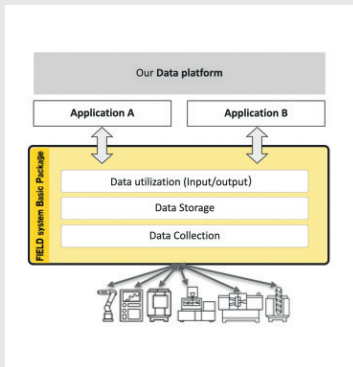 Our Data platform
Application A
Application B
FIELD system Basic Package
Data utilization (Input/output)
Data Storage
Data Collection